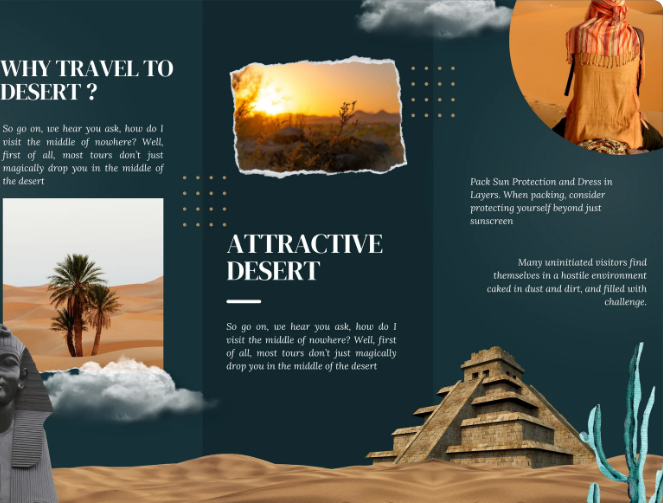 WHY TRAVEL TO
DESERT ?
So go on, we hear you ask, how do I
visit the middle of nowhere? Well,
first of all, most tours don't just
magically drop you in the middle of
the desert
ATTRACTIVE
DESERT
So go on, we hear you ask, how do I
visit the middle of nowhere? Well, first
of all, most tours don't just magically
drop you in the middle of the desert
Pack Sun Protection and Dress in
Layers. When packing, consider
protecting yourself beyond just
sunscreen
Many uninitiated visitors find
themselves in a hostile environment
caked in dust and dirt, and filled with
challenge.